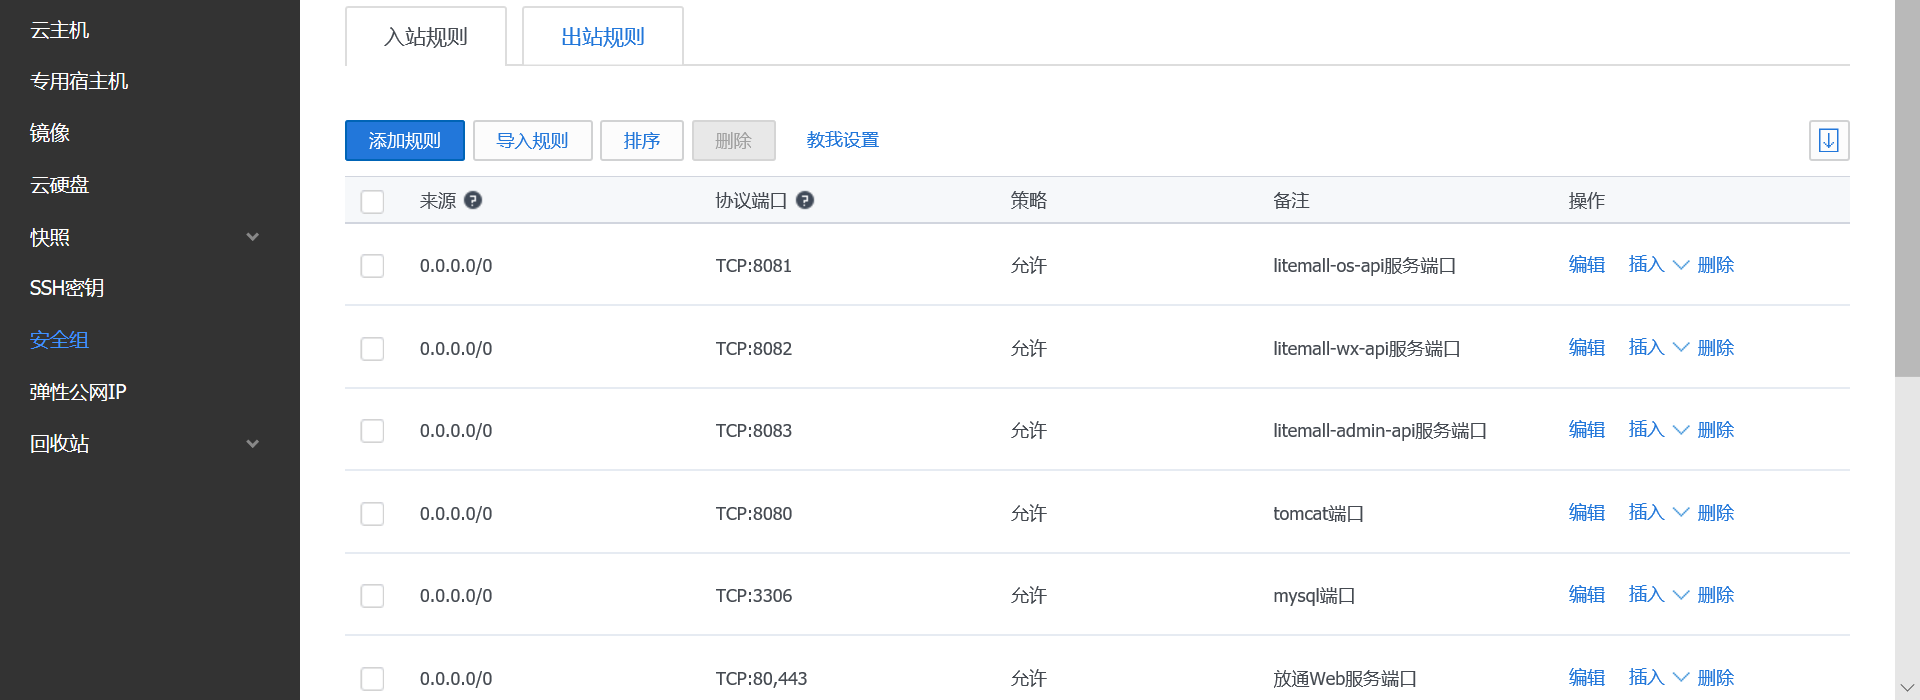 云主机
专用宿主机
镜像
云硬盘
快照
SSH密钥
安全组
弹性公网IP
回收站
入站规则 出站规则
添加规则 导入规则 排序 删除 教我设置
来源 ? 协议端口 ? 策略 备注 操作
0.0.0.0/0 TCP:8081 允许 litemall-os-api服务端口 编辑 插入 删除
0.0.0.0/0 TCP:8082 允许 litemall-wx-api服务端口 编辑 插入 删除
0.0.0.0/0 TCP:8083 允许 litemall-admin-api服务端口 编辑 插入 删除
0.0.0.0/0 TCP:8080 允许 tomcat端口 编辑 插入 删除
0.0.0.0/0 TCP:3306 允许 mysql端口 编辑 插入 删除
0.0.0.0/0 TCP:80,443 允许 放通Web服务端口 编辑 插入 删除